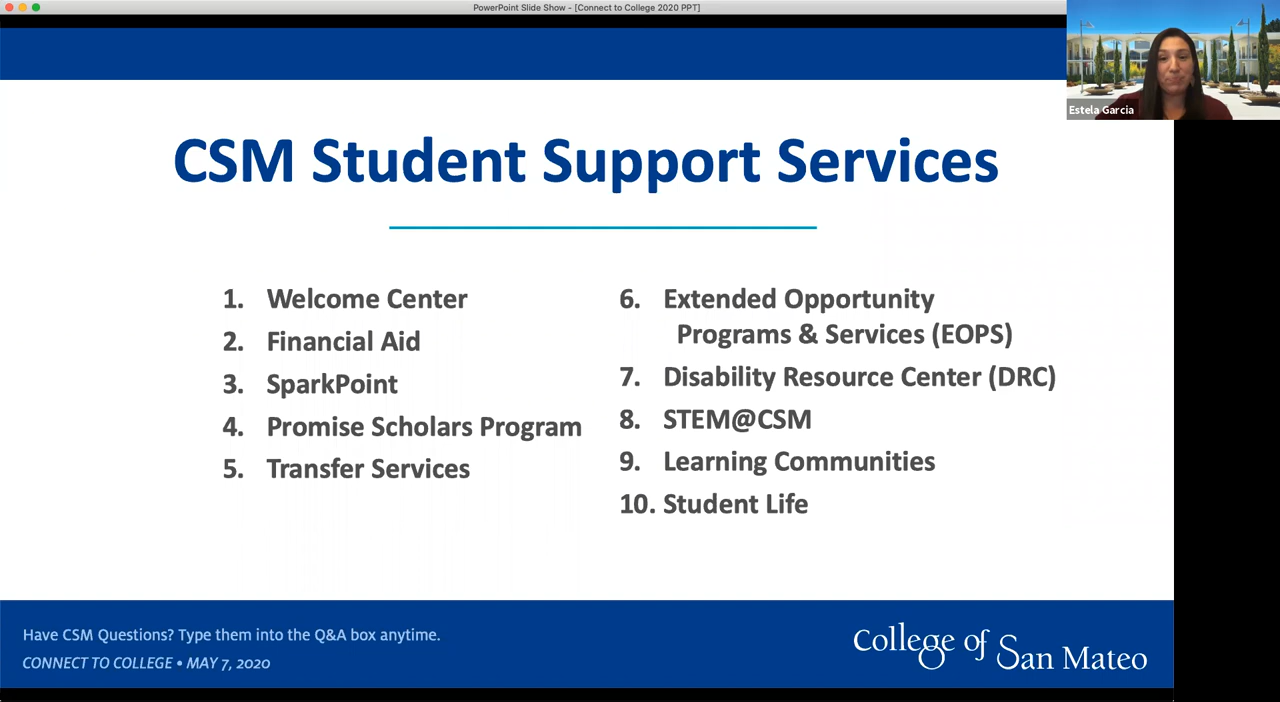 PowerPoint Slide Show - [Connect to College 2020 PPT]
Estela Garcia
CSM Student Support Services
1. Welcome Center
2. Financial Aid
3. SparkPoint
4. Promise Scholars Program
5. Transfer Services
6. Extended Opportunity
Programs & Services (EOPS)
7. Disability Resource Center (DRC)
8. STEM@CSM
9. Learning Communities
10. Student Life
Have CSM Questions? Type them into the Q&A box anytime.
CONNECT TO COLLEGE • MAY 7, 2020
College of San Mateo